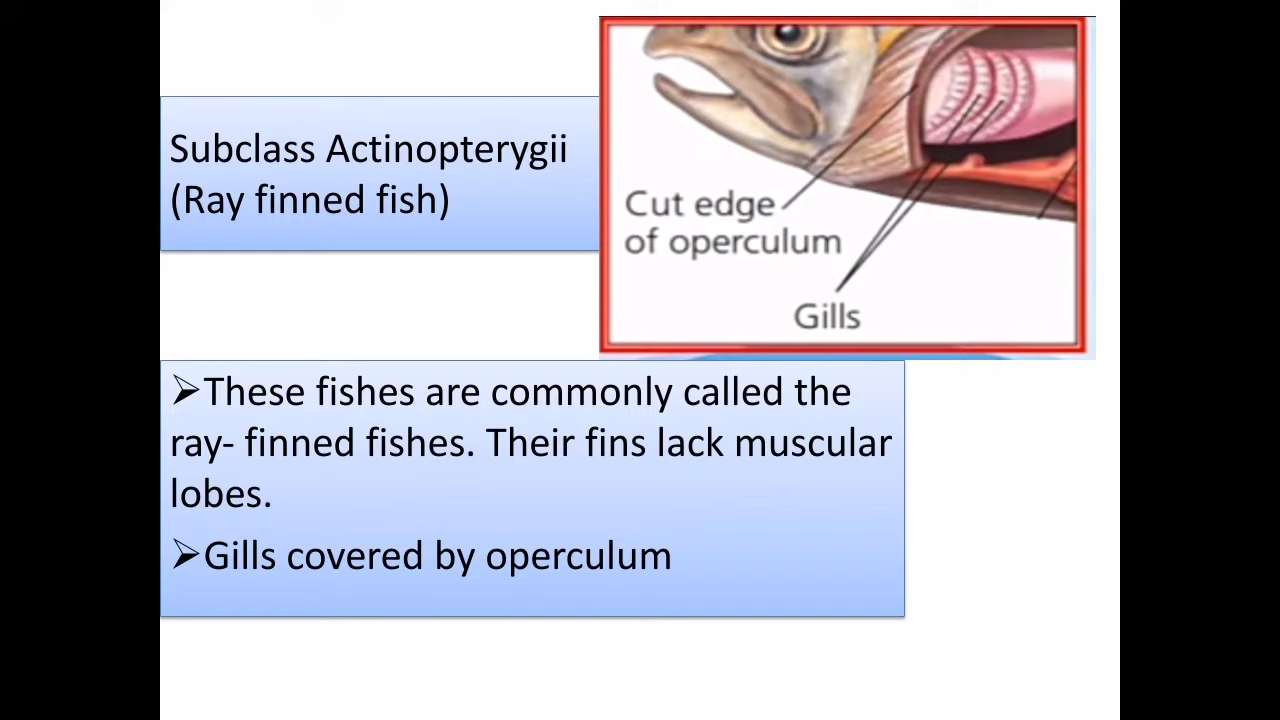 Subclass Actinopterygii
(Ray finned fish)
Cut edge
of operculum
Gills
➢These fishes are commonly called the
ray- finned fishes. Their fins lack muscular
lobes.
➢Gills covered by operculum